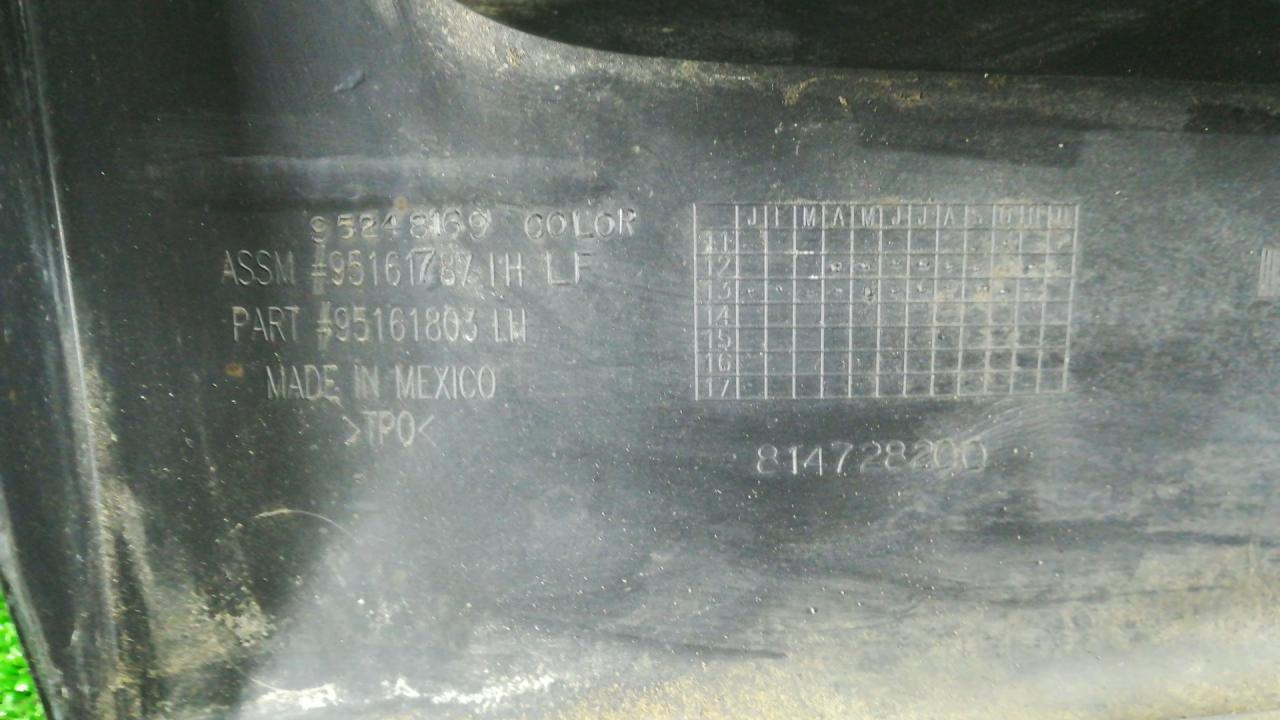 95248169 COLOR
ASSM #95161787 LH LF
PART #95161803 LH
MADE IN MEXICO
>TPO<
J F M A M J J A S O N D
11
12
13
14
15
16
17
814728200